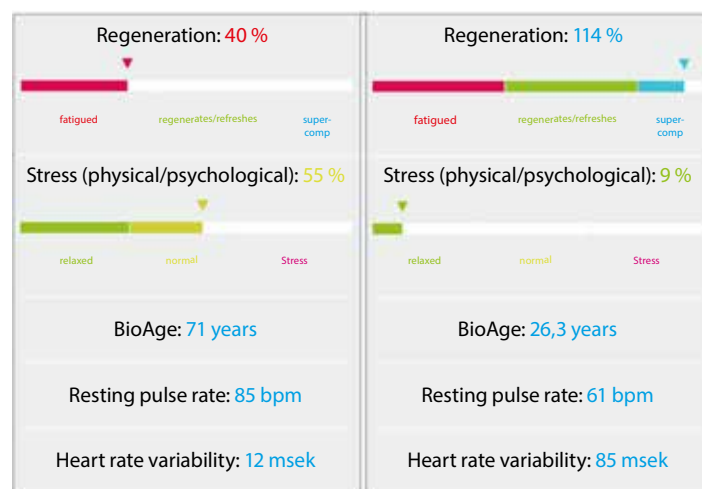 Regeneration: 40 %
fatigued
regenerates/refreshes
super-
comp
Stress (physical/psychological): 55 %
relaxed
normal
Stress
BioAge: 71 years
Resting pulse rate: 85 bpm
Heart rate variability: 12 msek
Regeneration: 114 %
fatigued
regenerates/refreshes
super-
comp
Stress (physical/psychological): 9 %
relaxed
normal
Stress
BioAge: 26,3 years
Resting pulse rate: 61 bpm
Heart rate variability: 85 msek